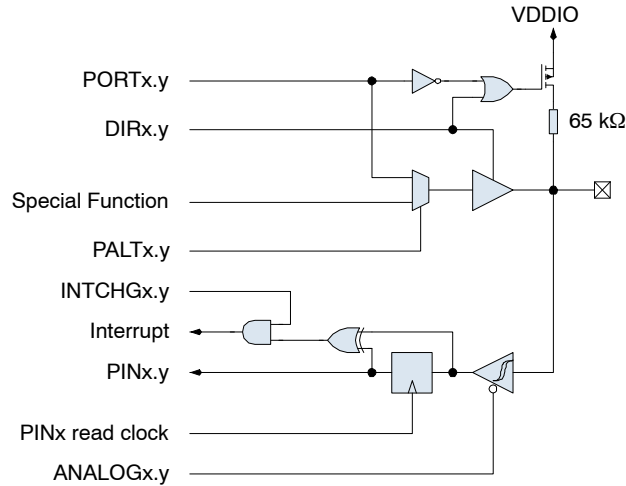 VDDIO
PORTx.y
DIRx.y
65 kΩ
Special Function
PALTx.y
INTCHGx.y
Interrupt
PINx.y
PINx read clock
ANALOGx.y